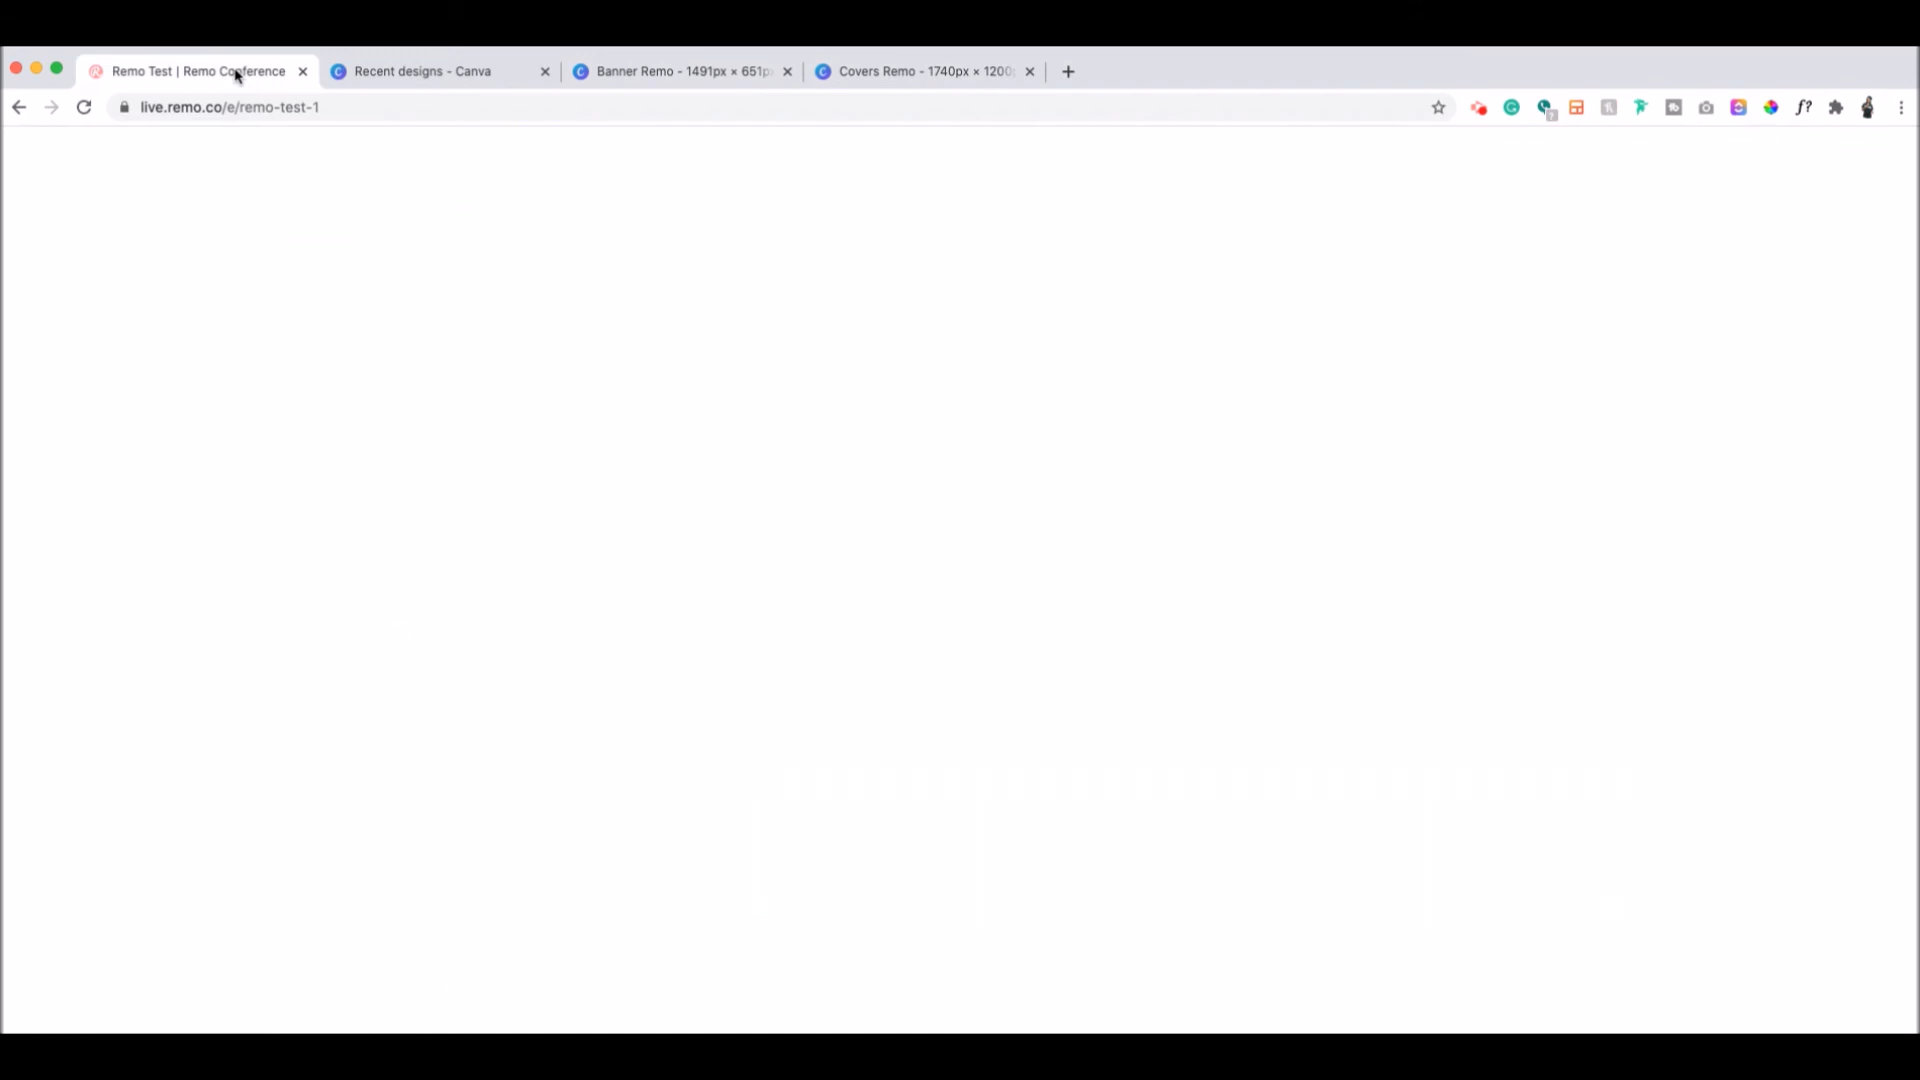 Remo Test | Remo Conference
Recent designs - Canva
Banner Remo - 1491px × 651p
Covers Remo - 1740px × 1200
live.remo.co/e/remo-test-1
f?